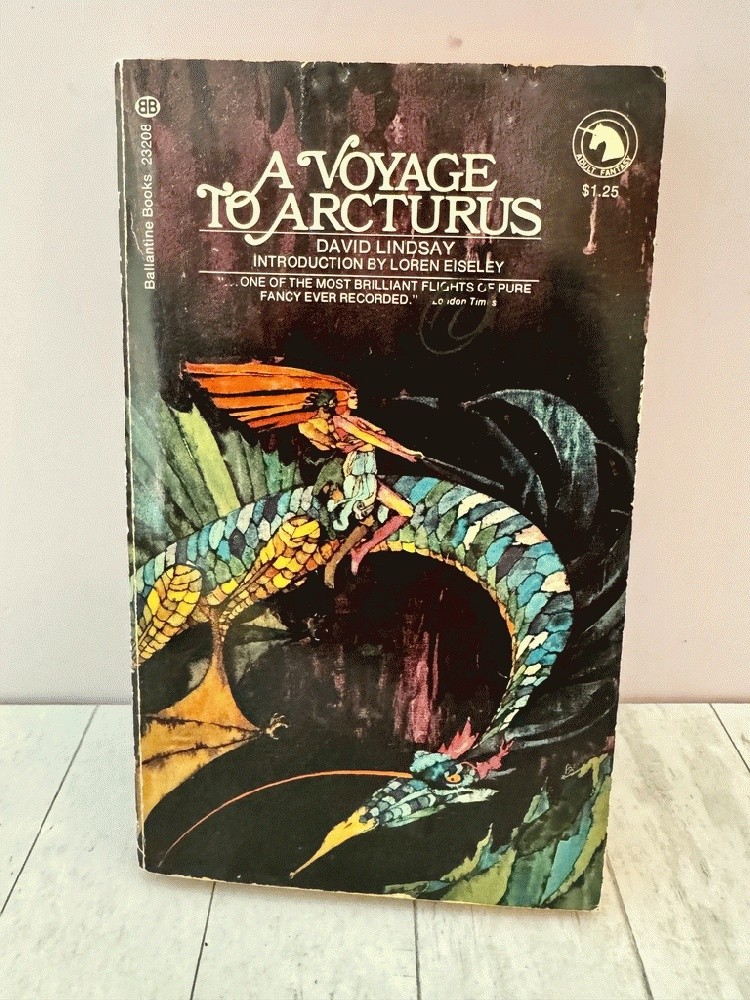 BB
Ballantine Books 23208
ADULT FANTASY
$1.25
A VOYAGE
TO ARCTURUS
DAVID LINDSAY
INTRODUCTION BY LOREN EISELEY
"...ONE OF THE MOST BRILLIANT FLIGHTS OF PURE
FANCY EVER RECORDED." London Times